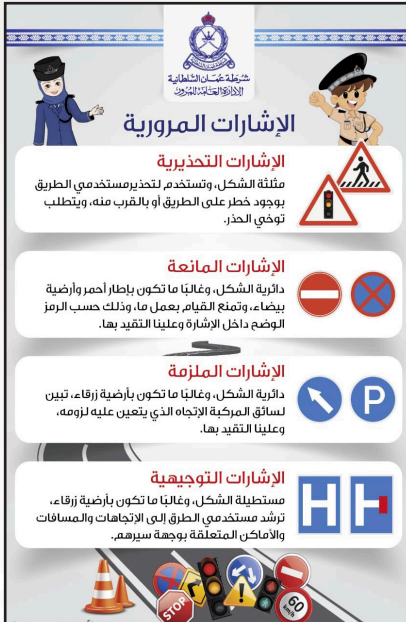 شرطة عمان السلطانية
الإدارة العامة للمرور
الإشارات المرورية
الإشارات التحذيرية
مثلثة الشكل، وتستخدم لتحذيرمستخدمي الطريق
بوجود خطر على الطريق أو بالقرب منه، ويتطلب
توخي الحذر.
الإشارات المانعة
دائرية الشكل، وغالبًا ما تكون بإطار أحمر وأرضية
بيضاء، وتمنع القيام بعمل ما، وذلك حسب الرمز
الوضح داخل الإشارة وعلينا التقيد بها.
الإشارات الملزمة
دائرية الشكل، وغالبًا ما تكون بأرضية زرقاء، تبين
لسائق المركبة الإتجاه الذي يتعين عليه لزومه،
وعلينا التقيد بها.
P
الإشارات التوجيهية
مستطيلة الشكل، وغالبًا ما تكون بأرضية زرقاء،
ترشد مستخدمي الطرق إلى الإتجاهات والمسافات
والأماكن المتعلقة بوجهة سيرهم.
H
STOP
60